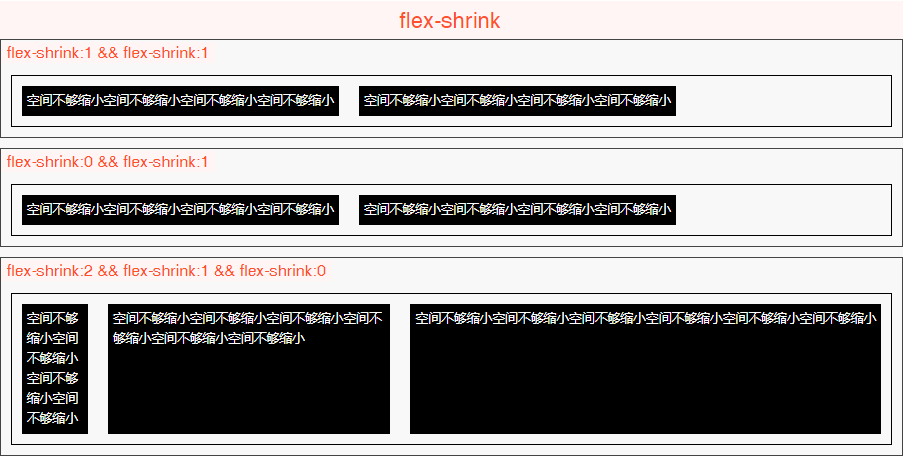 flex-shrink
flex-shrink:1 && flex-shrink:1
空间不够缩小空间不够缩小空间不够缩小空间不够缩小 空间不够缩小空间不够缩小空间不够缩小空间不够缩小
flex-shrink:0 && flex-shrink:1
空间不够缩小空间不够缩小空间不够缩小空间不够缩小 空间不够缩小空间不够缩小空间不够缩小空间不够缩小
flex-shrink:2 && flex-shrink:1 && flex-shrink:0
空间不够
缩小空间
不够缩小
空间不够
缩小空间
不够缩小
空间不够缩小空间不够缩小空间不够缩小空间不
够缩小空间不够缩小空间不够缩小
空间不够缩小空间不够缩小空间不够缩小空间不够缩小空间不够缩小空间不够缩小